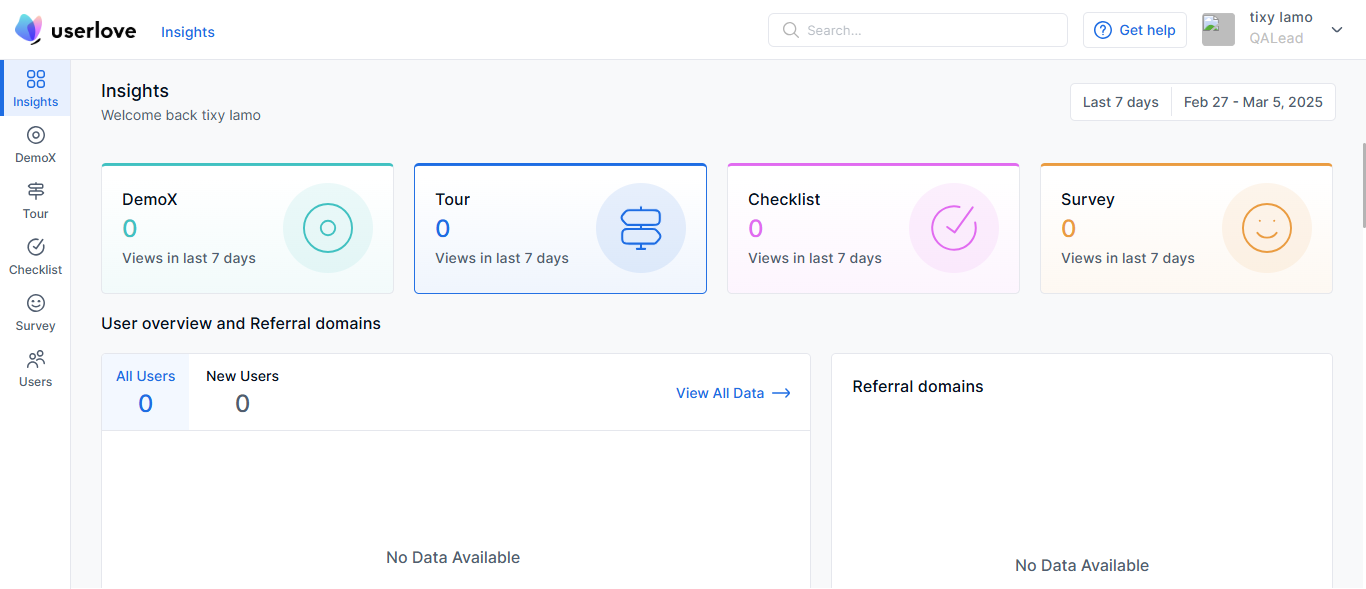 userlove
Insights
Search...
Get help
tixy lamo
QALead
Insights
DemoX
Tour
Checklist
Survey
Users
Insights
Welcome back tixy lamo
Last 7 days
Feb 27 - Mar 5, 2025
DemoX
0
Views in last 7 days
Tour
0
Views in last 7 days
Checklist
0
Views in last 7 days
Survey
0
Views in last 7 days
User overview and Referral domains
All Users
0
New Users
0
View All Data
No Data Available
Referral domains
No Data Available